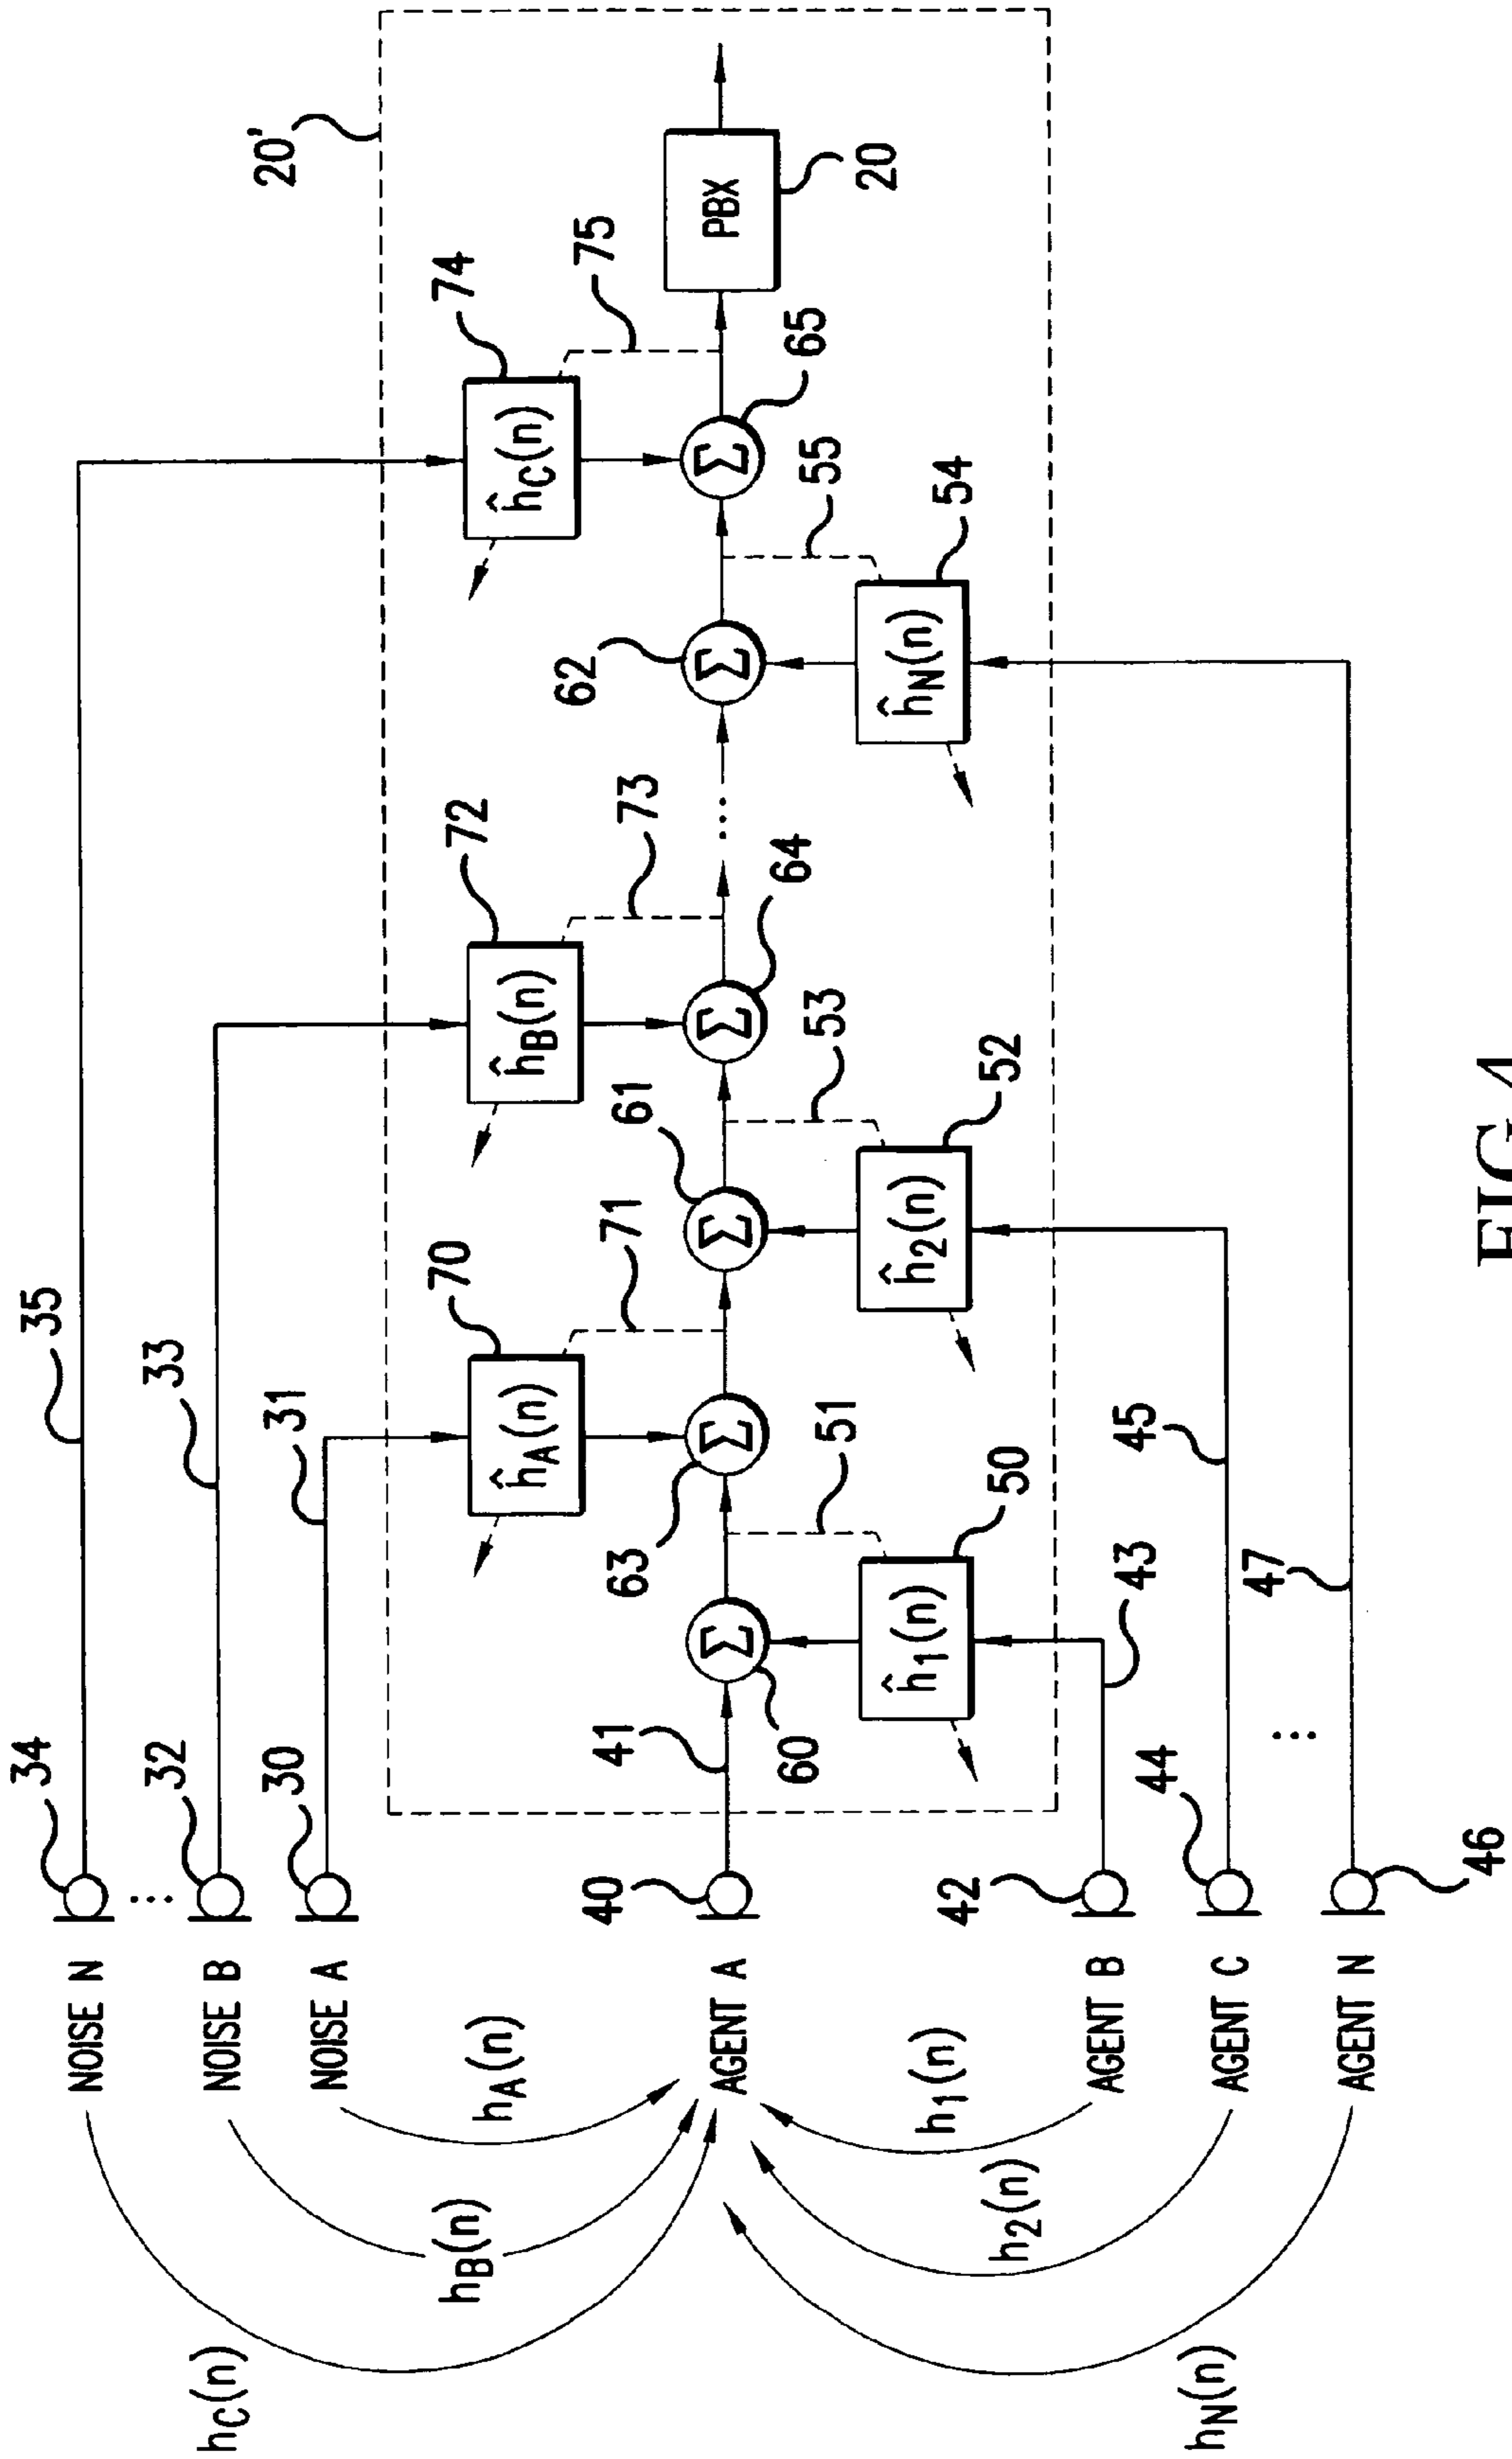 34
35
NOISE N
⋮
32
33
20'
hC(n)
NOISE B
30
31
NOISE A
70
72
74
hB(n)
hA(n)
ĥA(n)
ĥB(n)
ĥC(n)
71
73
75
40
63
61
62
41
AGENT A
Σ
Σ
Σ
Σ
...
Σ
Σ
PBX
60
64
65
51
53
55
20
h1(n)
ĥ1(n)
ĥ2(n)
ĥN(n)
42
50
52
54
h2(n)
AGENT B
43
45
44
AGENT C
hN(n)
⋮
47
AGENT N
46
FIG.4